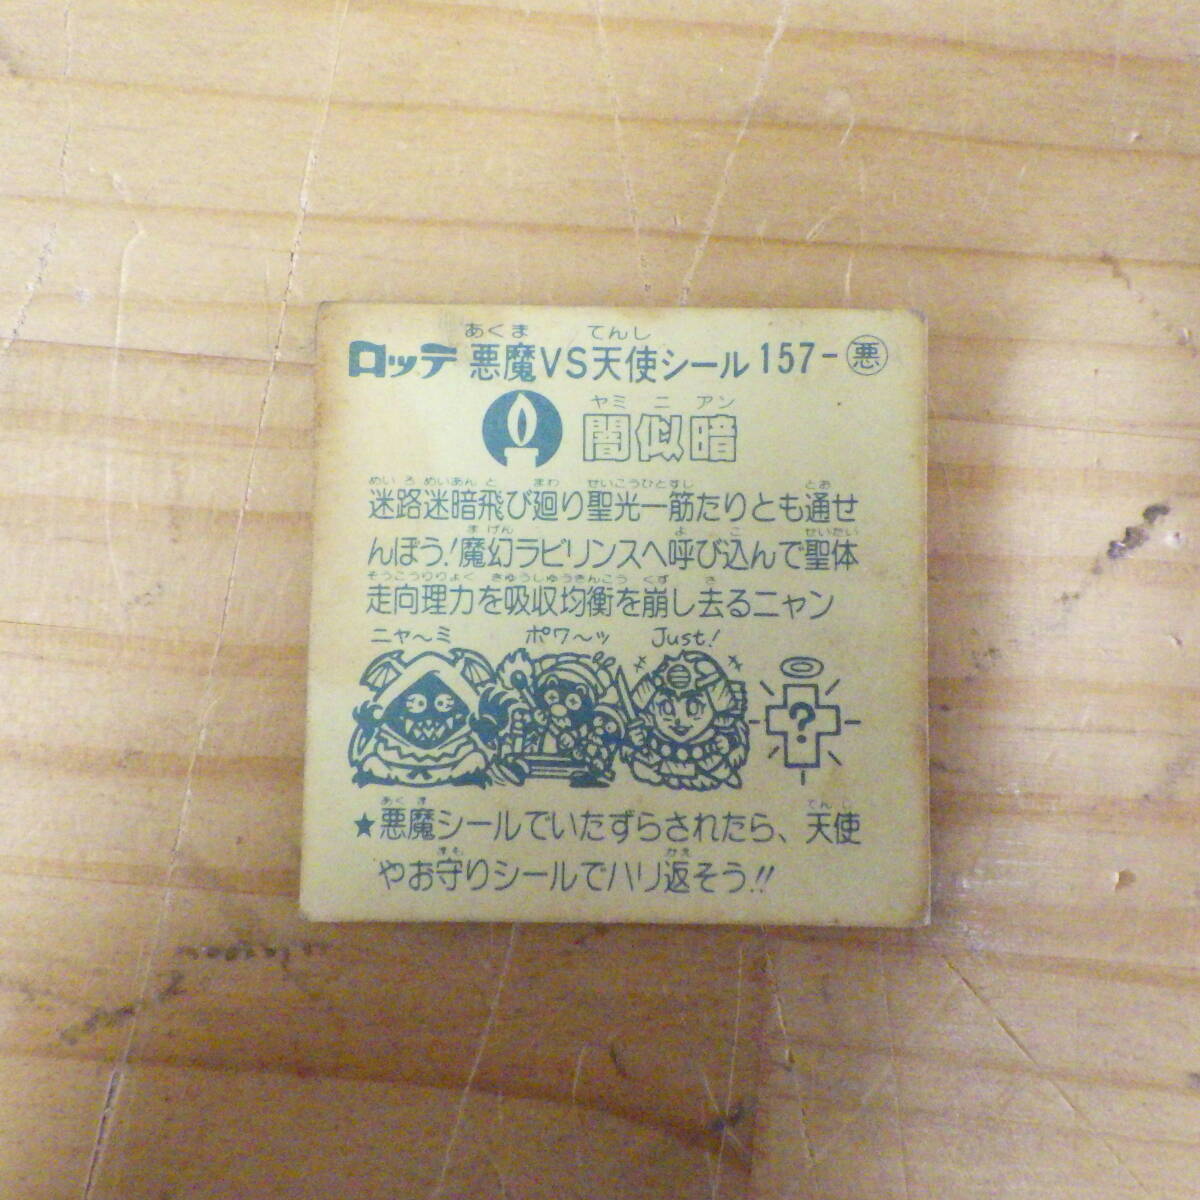 あくま てんし
ロッテ 悪魔VS天使シール 157-悪
ヤミ ニ アン
闇似暗
めいろ めいあん と まわ せいこうひとすじ とお
迷路迷暗飛び廻り聖光一筋たりとも通せ
まげん よ こ せいたい
んぼう!魔幻ラビリンスへ呼び込んで聖体
そうこうりりょく きゅうしゅうきんこう くず さ
走向理力を吸収均衡を崩し去るニャン
ニャ〜ミ ポワ〜ッ Just!
?
あくま てんし
★悪魔シールでいたずらされたら、天使
まも かえ
やお守りシールでハリ返そう!!